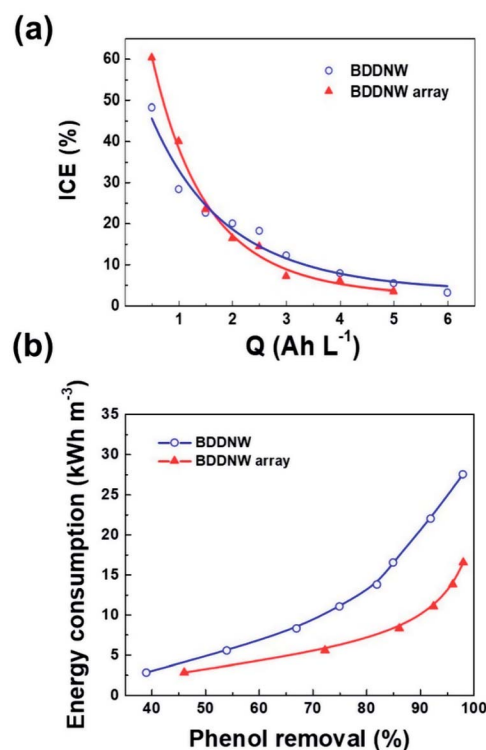 (a)
60
50
40
30
20
10
0
ICE (%)
BDDNW
BDDNW array
1 2 3 4 5 6
Q (Ah L⁻¹)
(b)
35
30
25
20
15
10
5
0
Energy consumption (kWh m⁻³)
BDDNW
BDDNW array
40 50 60 70 80 90 100
Phenol removal (%)